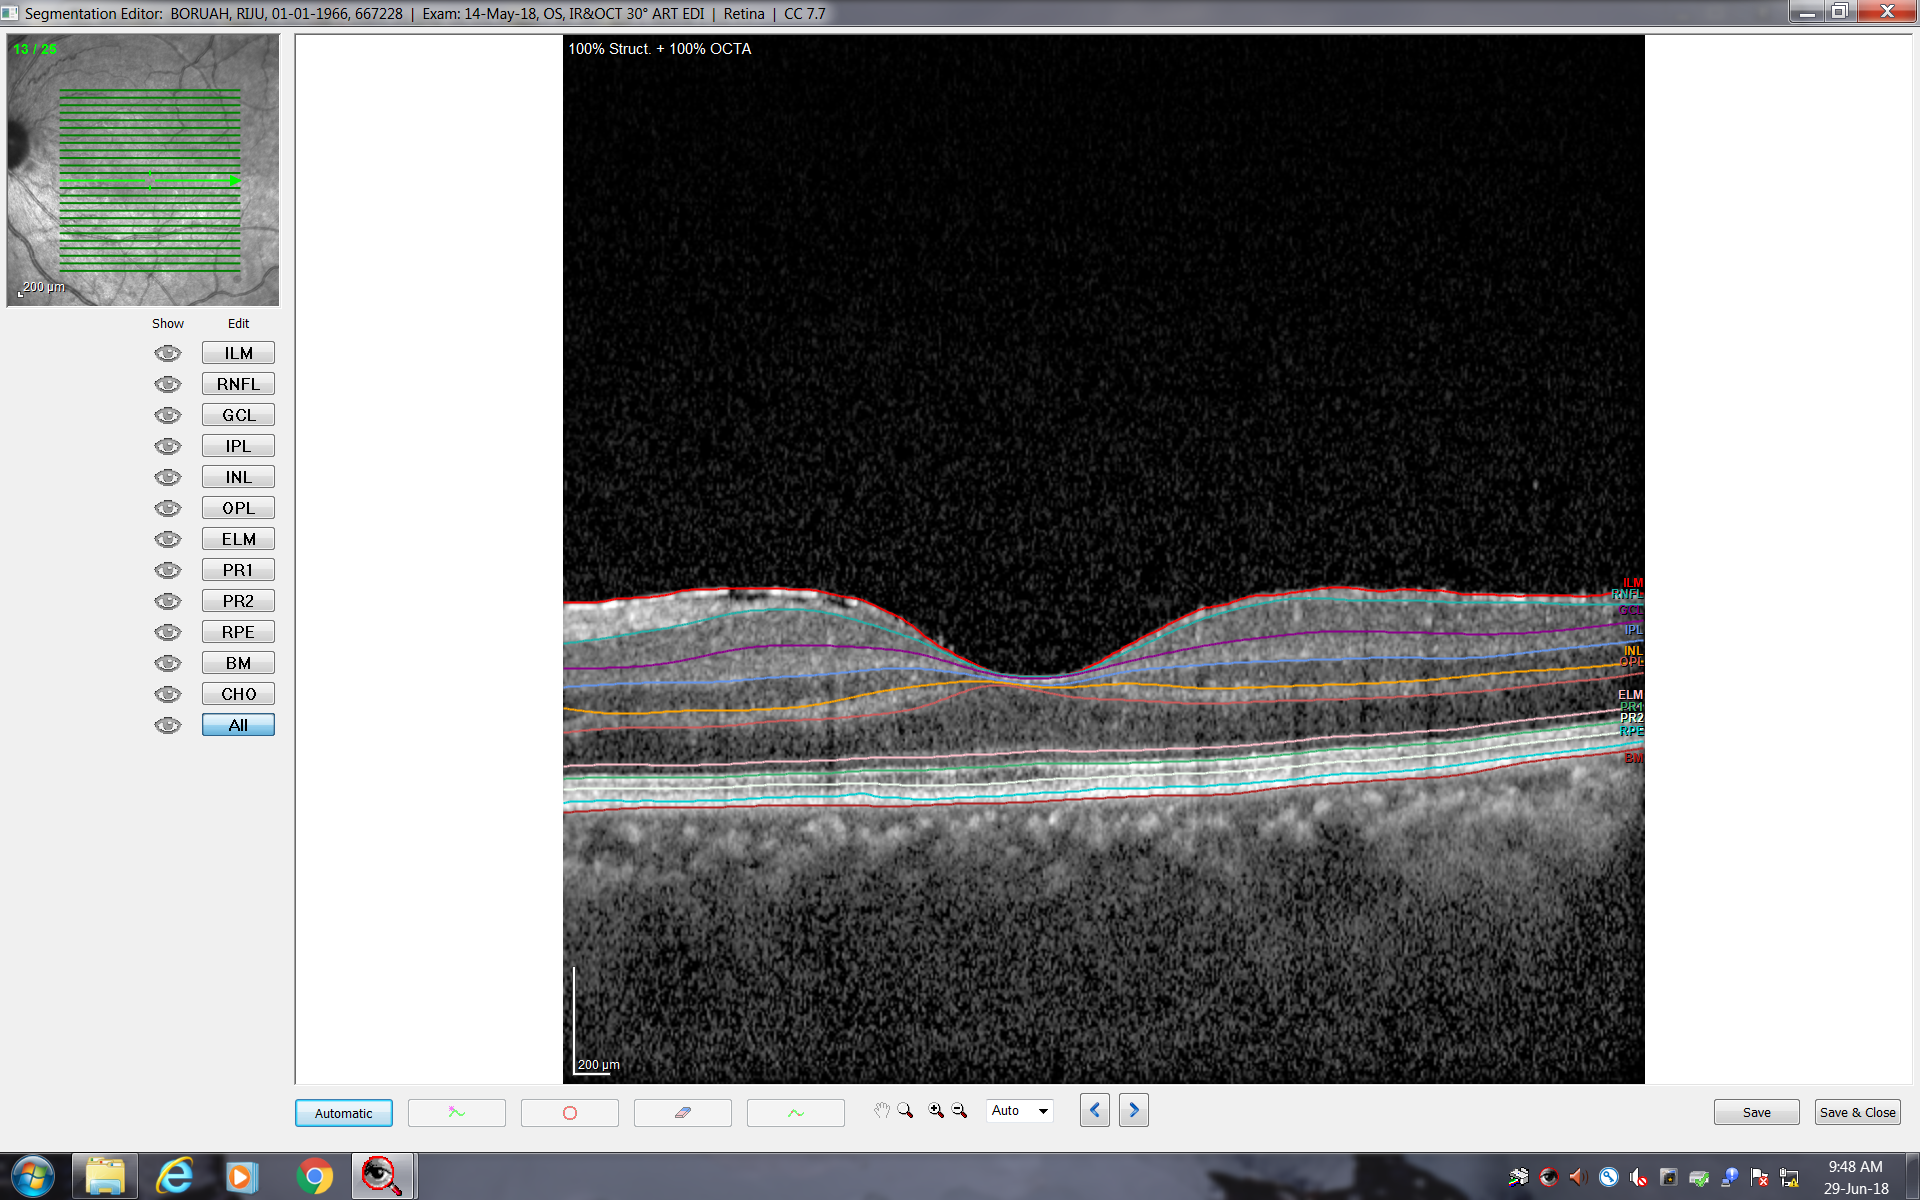 Segmentation Editor: BORUAH, RIJU, 01-01-1966, 667228 | Exam: 14-May-18, OS, IR&OCT 30° ART EDI | Retina | CC 7.7
13 / 25
200 µm
Show Edit
ILM
RNFL
GCL
IPL
INL
OPL
ELM
PR1
PR2
RPE
BM
CHO
All
100% Struct. + 100% OCTA
ILM
RNFL
GCL
IPL
INL
OPL
ELM
PR1
PR2
RPE
BM
200 µm
Automatic
Auto
Save
Save & Close
9:48 AM
29-Jun-18